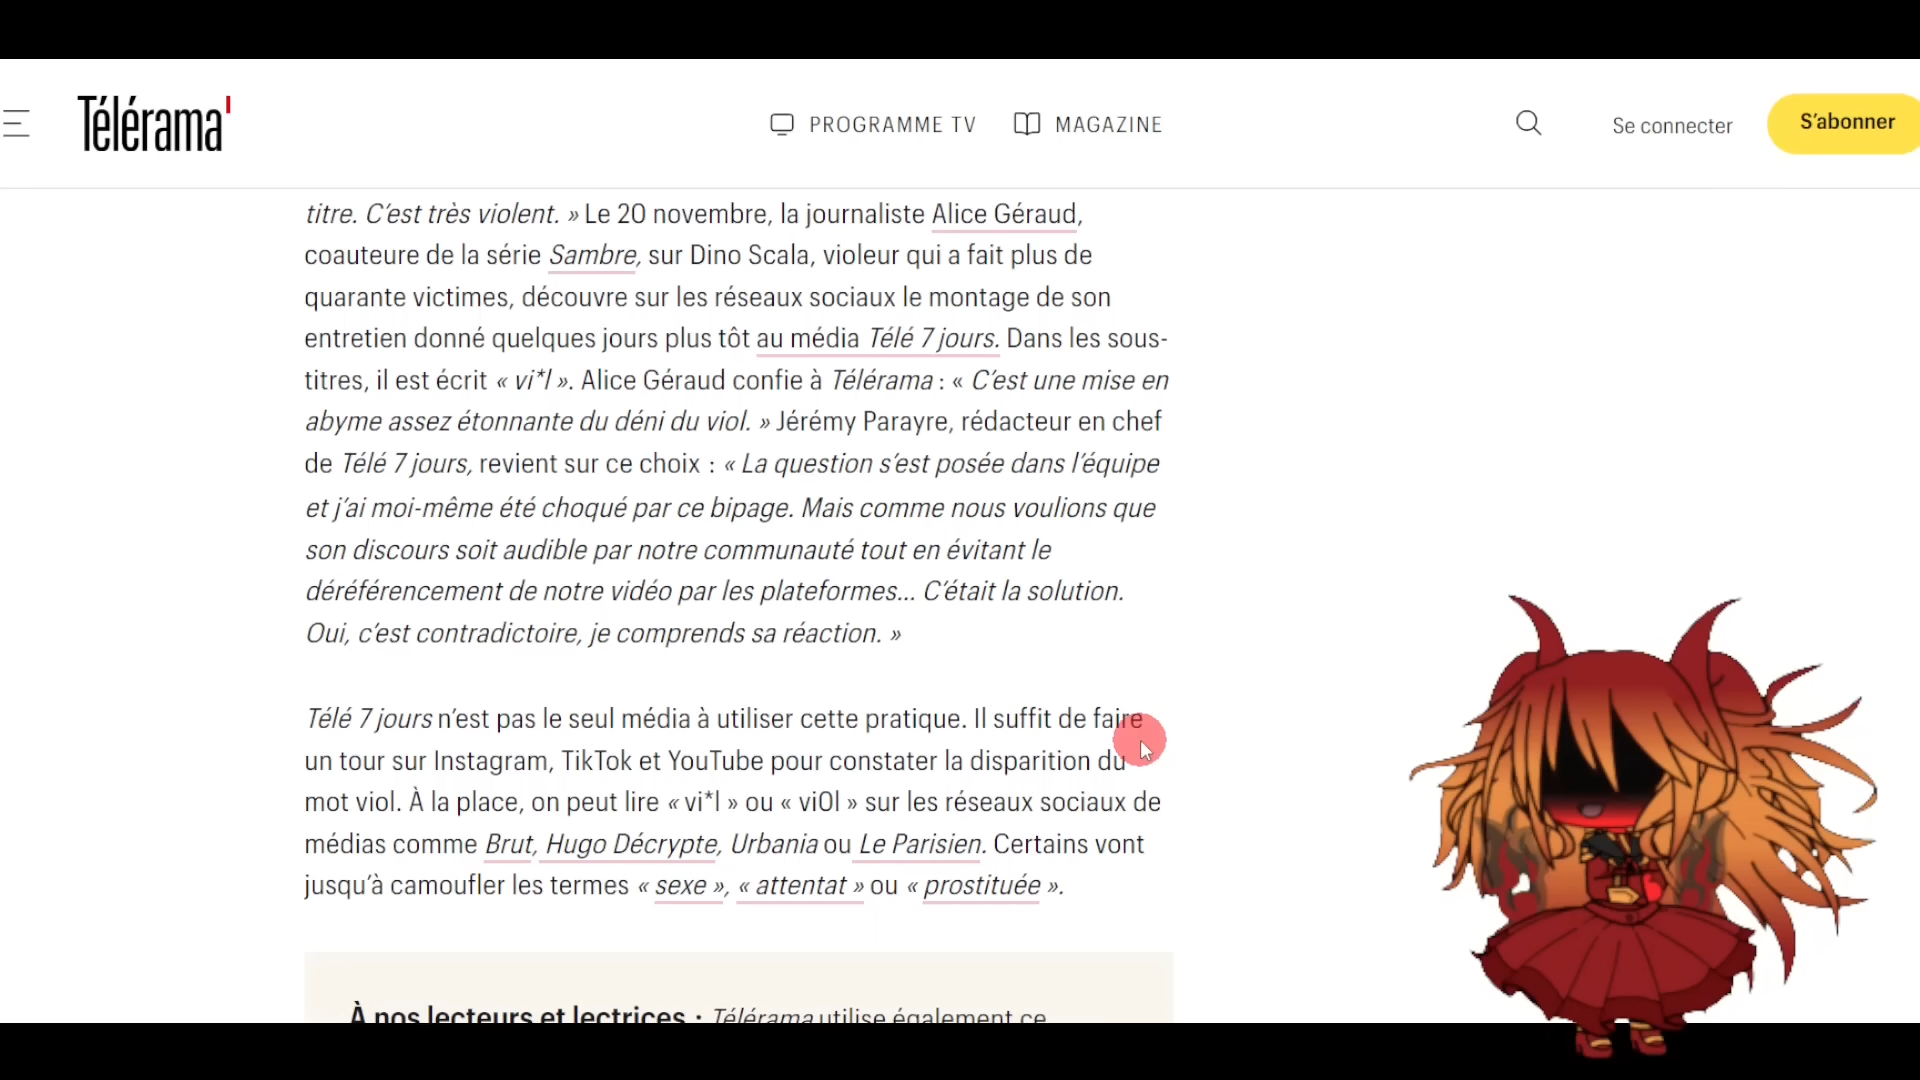 Télérama'
PROGRAMME TV
MAGAZINE
Se connecter
S'abonner
titre. C'est très violent. » Le 20 novembre, la journaliste Alice Géraud,
coauteure de la série Sambre, sur Dino Scala, violeur qui a fait plus de
quarante victimes, découvre sur les réseaux sociaux le montage de son
entretien donné quelques jours plus tôt au média Télé 7 jours. Dans les sous-
titres, il est écrit « vi*l ». Alice Géraud confie à Télérama : « C'est une mise en
abyme assez étonnante du déni du viol. » Jérémy Parayre, rédacteur en chef
de Télé 7 jours, revient sur ce choix : « La question s'est posée dans l'équipe
et j'ai moi-même été choqué par ce bipage. Mais comme nous voulions que
son discours soit audible par notre communauté tout en évitant le
déréférencement de notre vidéo par les plateformes... C'était la solution.
Oui, c'est contradictoire, je comprends sa réaction. »
Télé 7 jours n'est pas le seul média à utiliser cette pratique. Il suffit de faire
un tour sur Instagram, TikTok et YouTube pour constater la disparition du
mot viol. À la place, on peut lire « vi*l » ou « vi0l » sur les réseaux sociaux de
médias comme Brut, Hugo Décrypte, Urbania ou Le Parisien. Certains vont
jusqu'à camoufler les termes « sexe », « attentat » ou « prostituée ».
À nos lecteurs et lectrices : Télérama utilise également ce